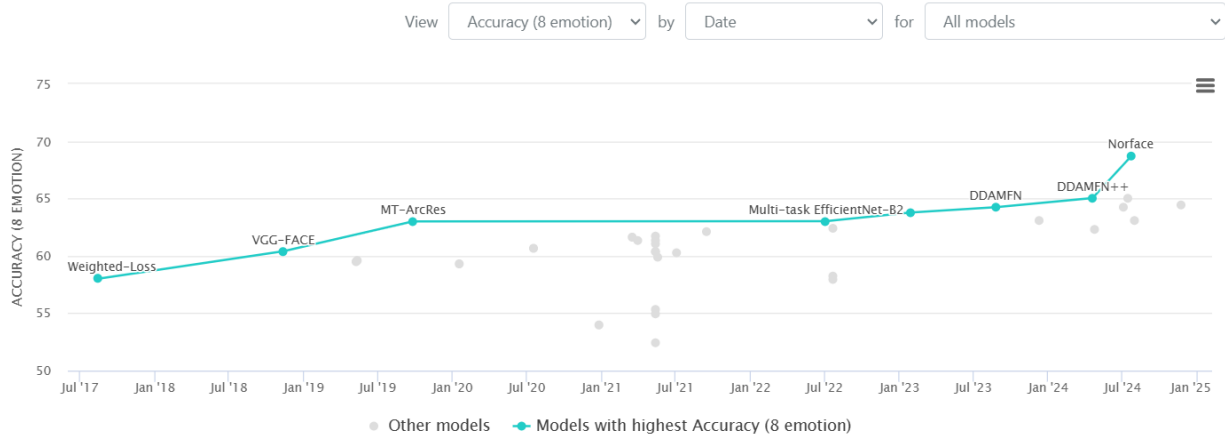 View Accuracy (8 emotion) by Date for All models
75
70
65
60
55
50
ACCURACY (8 EMOTION)
Weighted-Loss
VGG-FACE
MT-ArcRes
Multi-task EfficientNet-B2
DDAMFN
DDAMFN++
Norface
Jul '17 Jan '18 Jul '18 Jan '19 Jul '19 Jan '20 Jul '20 Jan '21 Jul '21 Jan '22 Jul '22 Jan '23 Jul '23 Jan '24 Jul '24 Jan '25
Other models Models with highest Accuracy (8 emotion)